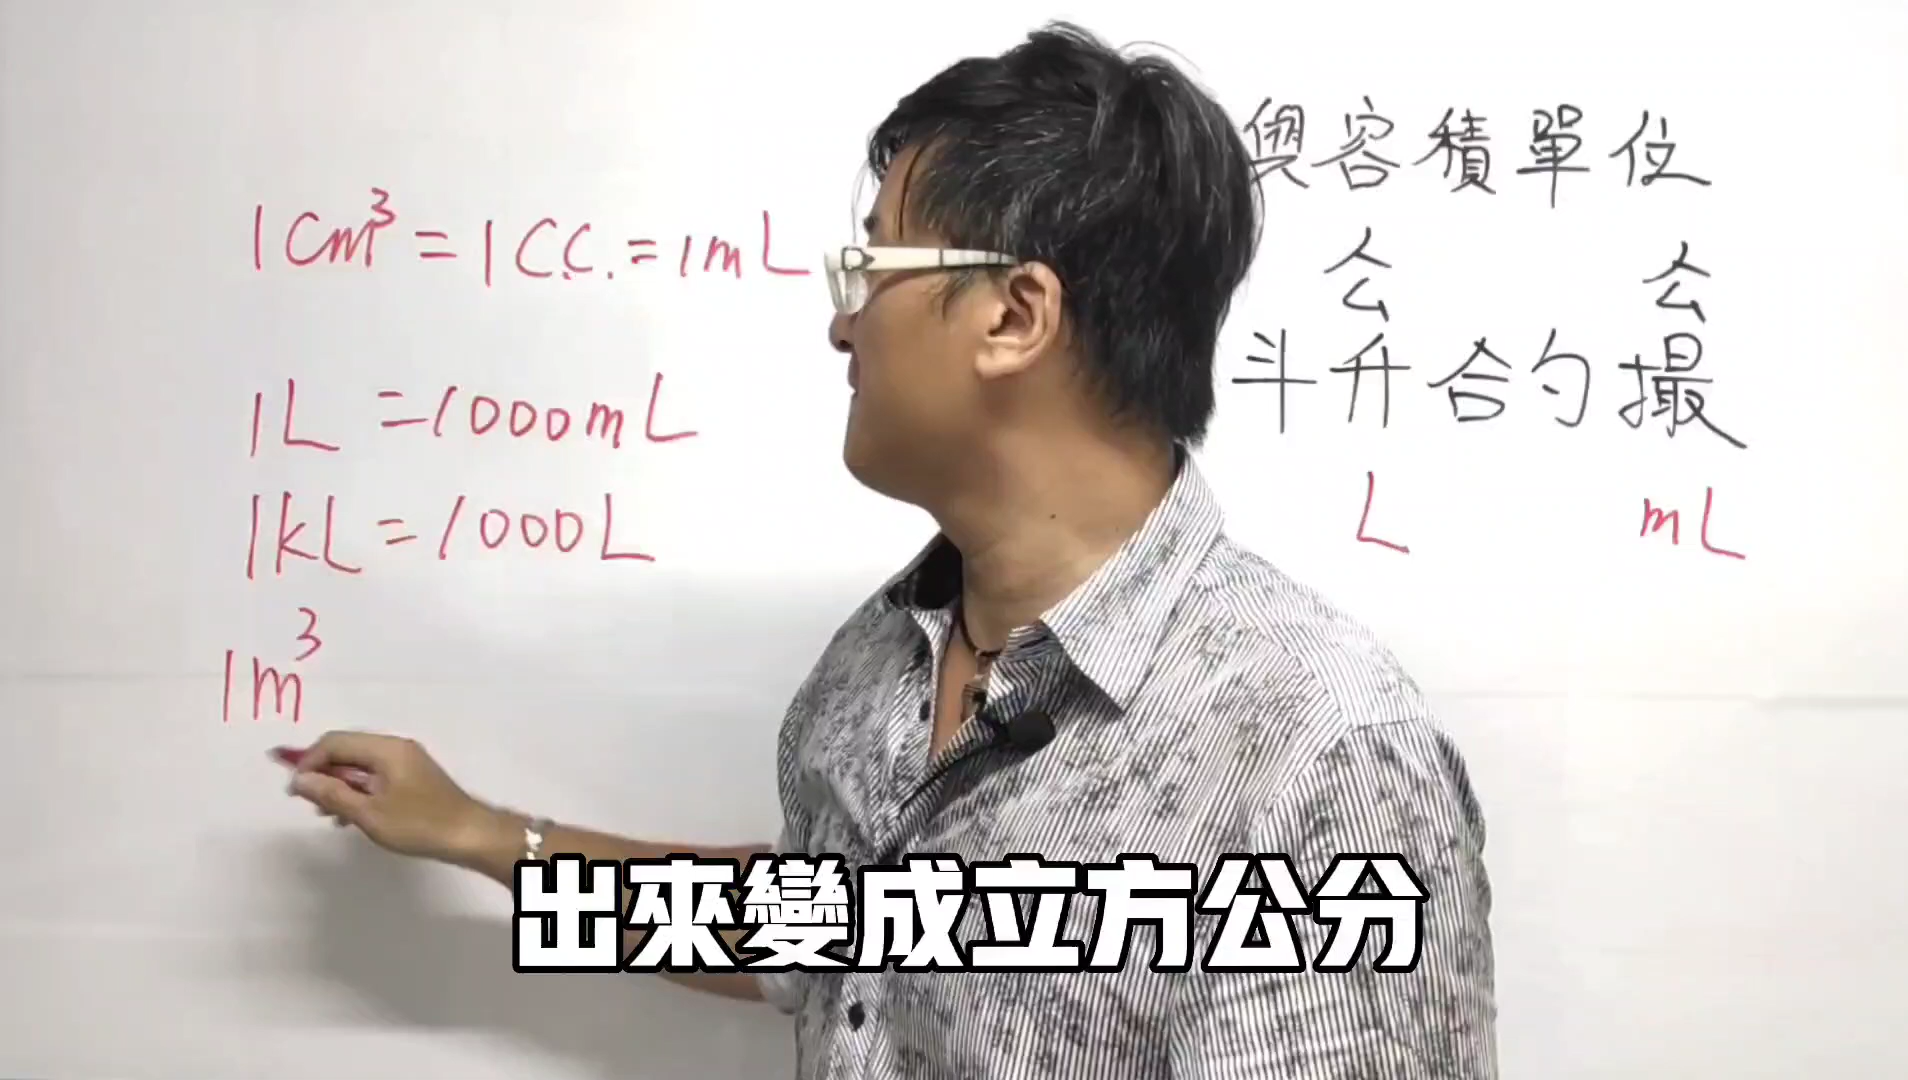 與容積單位
1cm³=1C.C.=1mL
1L=1000mL
1kL=1000L
1m³
公 公
斗升合勺撮
L mL
出來變成立方公分